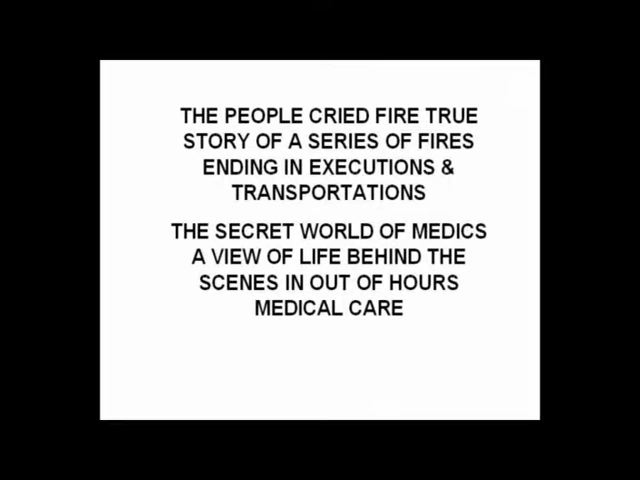 THE PEOPLE CRIED FIRE TRUE
STORY OF A SERIES OF FIRES
ENDING IN EXECUTIONS &
TRANSPORTATIONS
THE SECRET WORLD OF MEDICS
A VIEW OF LIFE BEHIND THE
SCENES IN OUT OF HOURS
MEDICAL CARE